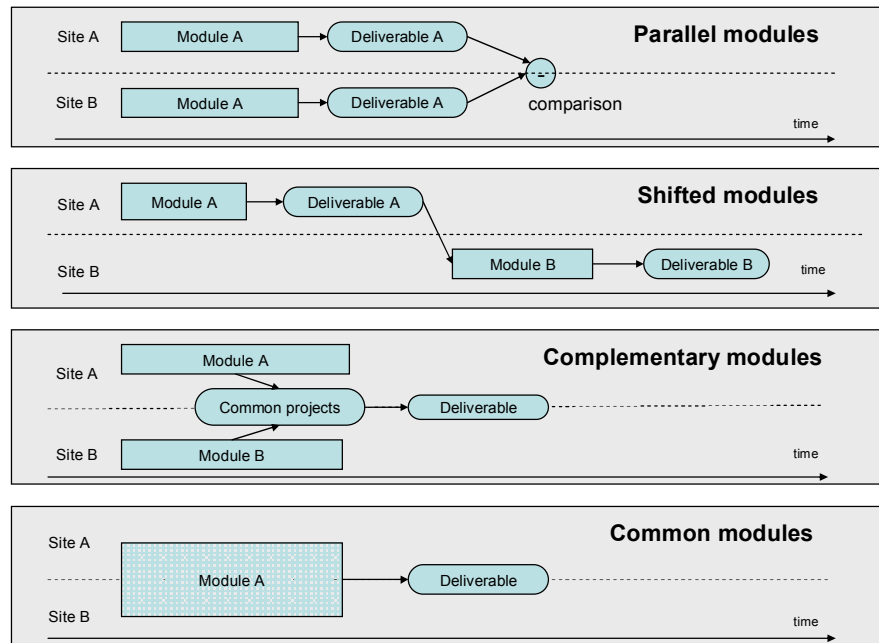 Parallel modules
Site A Module A Deliverable A
-
Site B Module A Deliverable A
comparison
time
Shifted modules
Site A Module A Deliverable A
Site B Module B Deliverable B time
Complementary modules
Module A
Site A
Common projects Deliverable
Site B Module B time
Common modules
Site A
Module A Deliverable
Site B
time